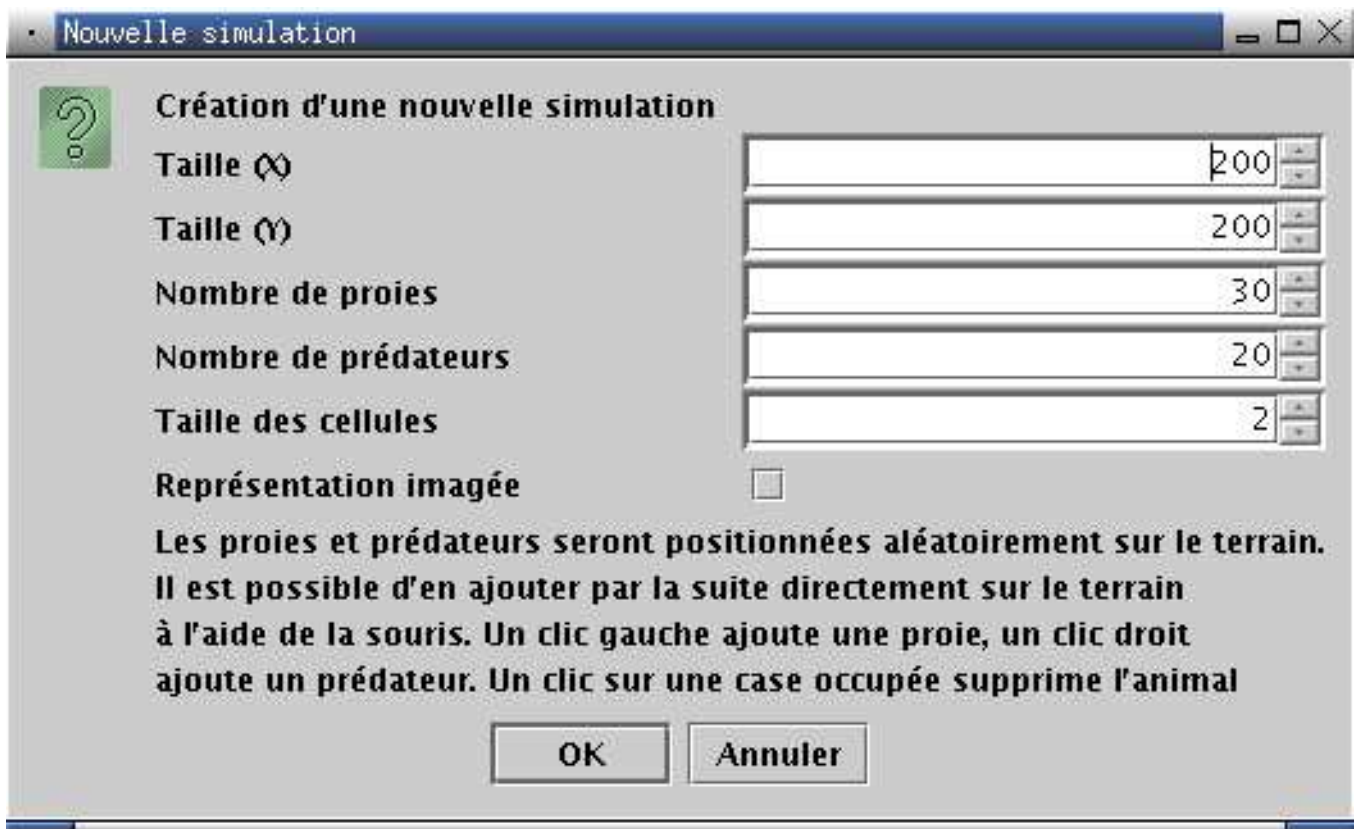 Nouvelle simulation
Création d'une nouvelle simulation
Taille (X) 200
Taille (Y) 200
Nombre de proies 30
Nombre de prédateurs 20
Taille des cellules 2
Représentation imagée
Les proies et prédateurs seront positionnées aléatoirement sur le terrain.
Il est possible d'en ajouter par la suite directement sur le terrain
à l'aide de la souris. Un clic gauche ajoute une proie, un clic droit
ajoute un prédateur. Un clic sur une case occupée supprime l'animal
OK Annuler